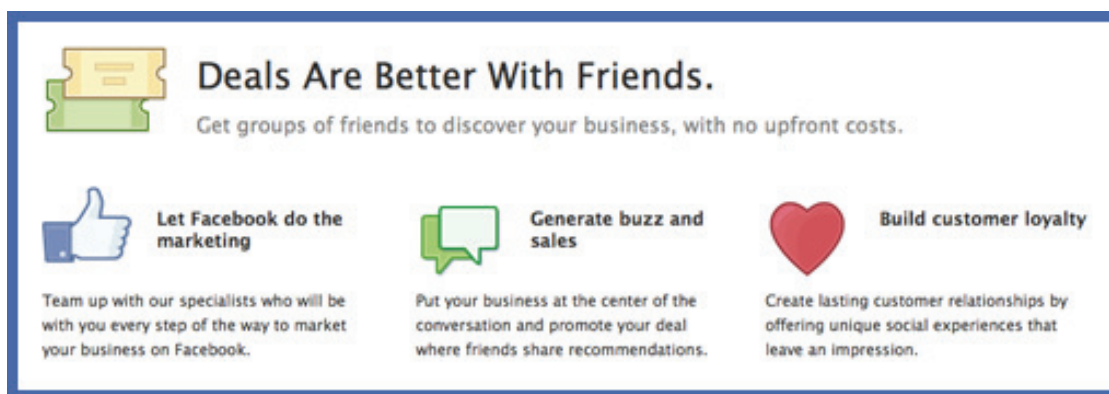 Deals Are Better With Friends.
Get groups of friends to discover your business, with no upfront costs.
Let Facebook do the
marketing
Team up with our specialists who will be
with you every step of the way to market
your business on Facebook.
Generate buzz and
sales
Put your business at the center of the
conversation and promote your deal
where friends share recommendations.
Build customer loyalty
Create lasting customer relationships by
offering unique social experiences that
leave an impression.